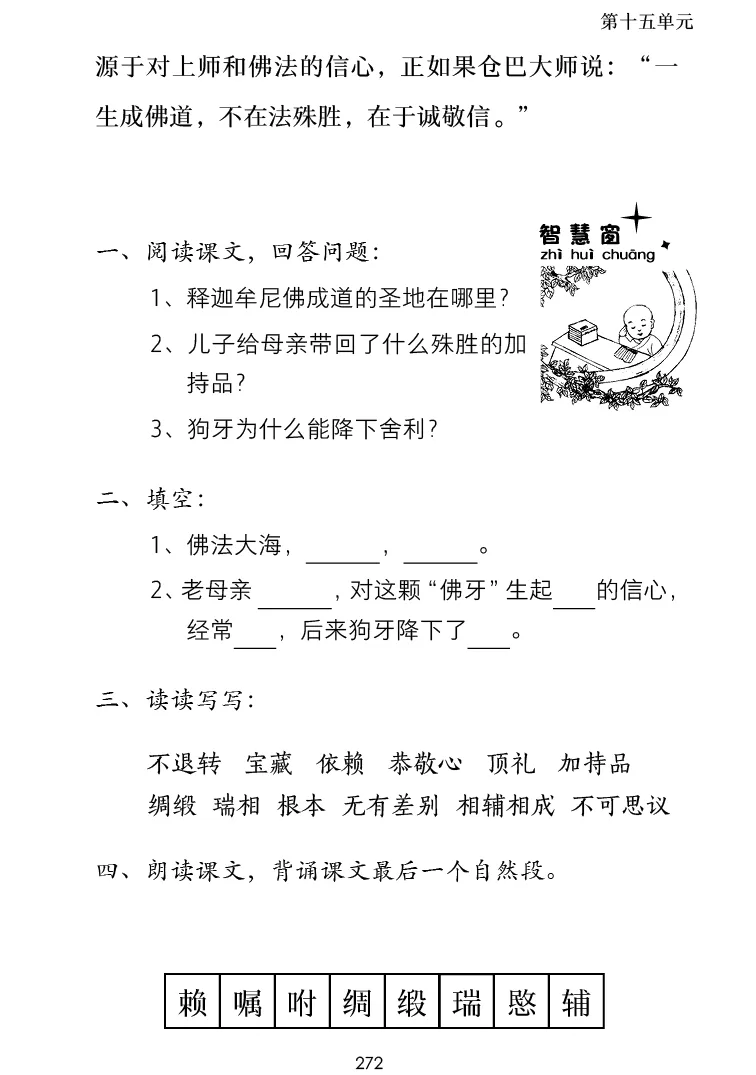 第十五单元
源于对上师和佛法的信心，正如果仓巴大师说：“一
生成佛道，不在法殊胜，在于诚敬信。”
智慧窗
zhì huì chuāng
一、阅读课文，回答问题：
1、释迦牟尼佛成道的圣地在哪里？
2、儿子给母亲带回了什么殊胜的加
持品？
3、狗牙为什么能降下舍利？
二、填空：
1、佛法大海，______，______。
2、老母亲______，对这颗“佛牙”生起___的信心，
经常___，后来狗牙降下了___。
三、读读写写：
不退转 宝藏 依赖 恭敬心 顶礼 加持品
绸缎 瑞相 根本 无有差别 相辅相成 不可思议
四、朗读课文，背诵课文最后一个自然段。
赖 嘱 咐 绸 缎 瑞 愍 辅
272